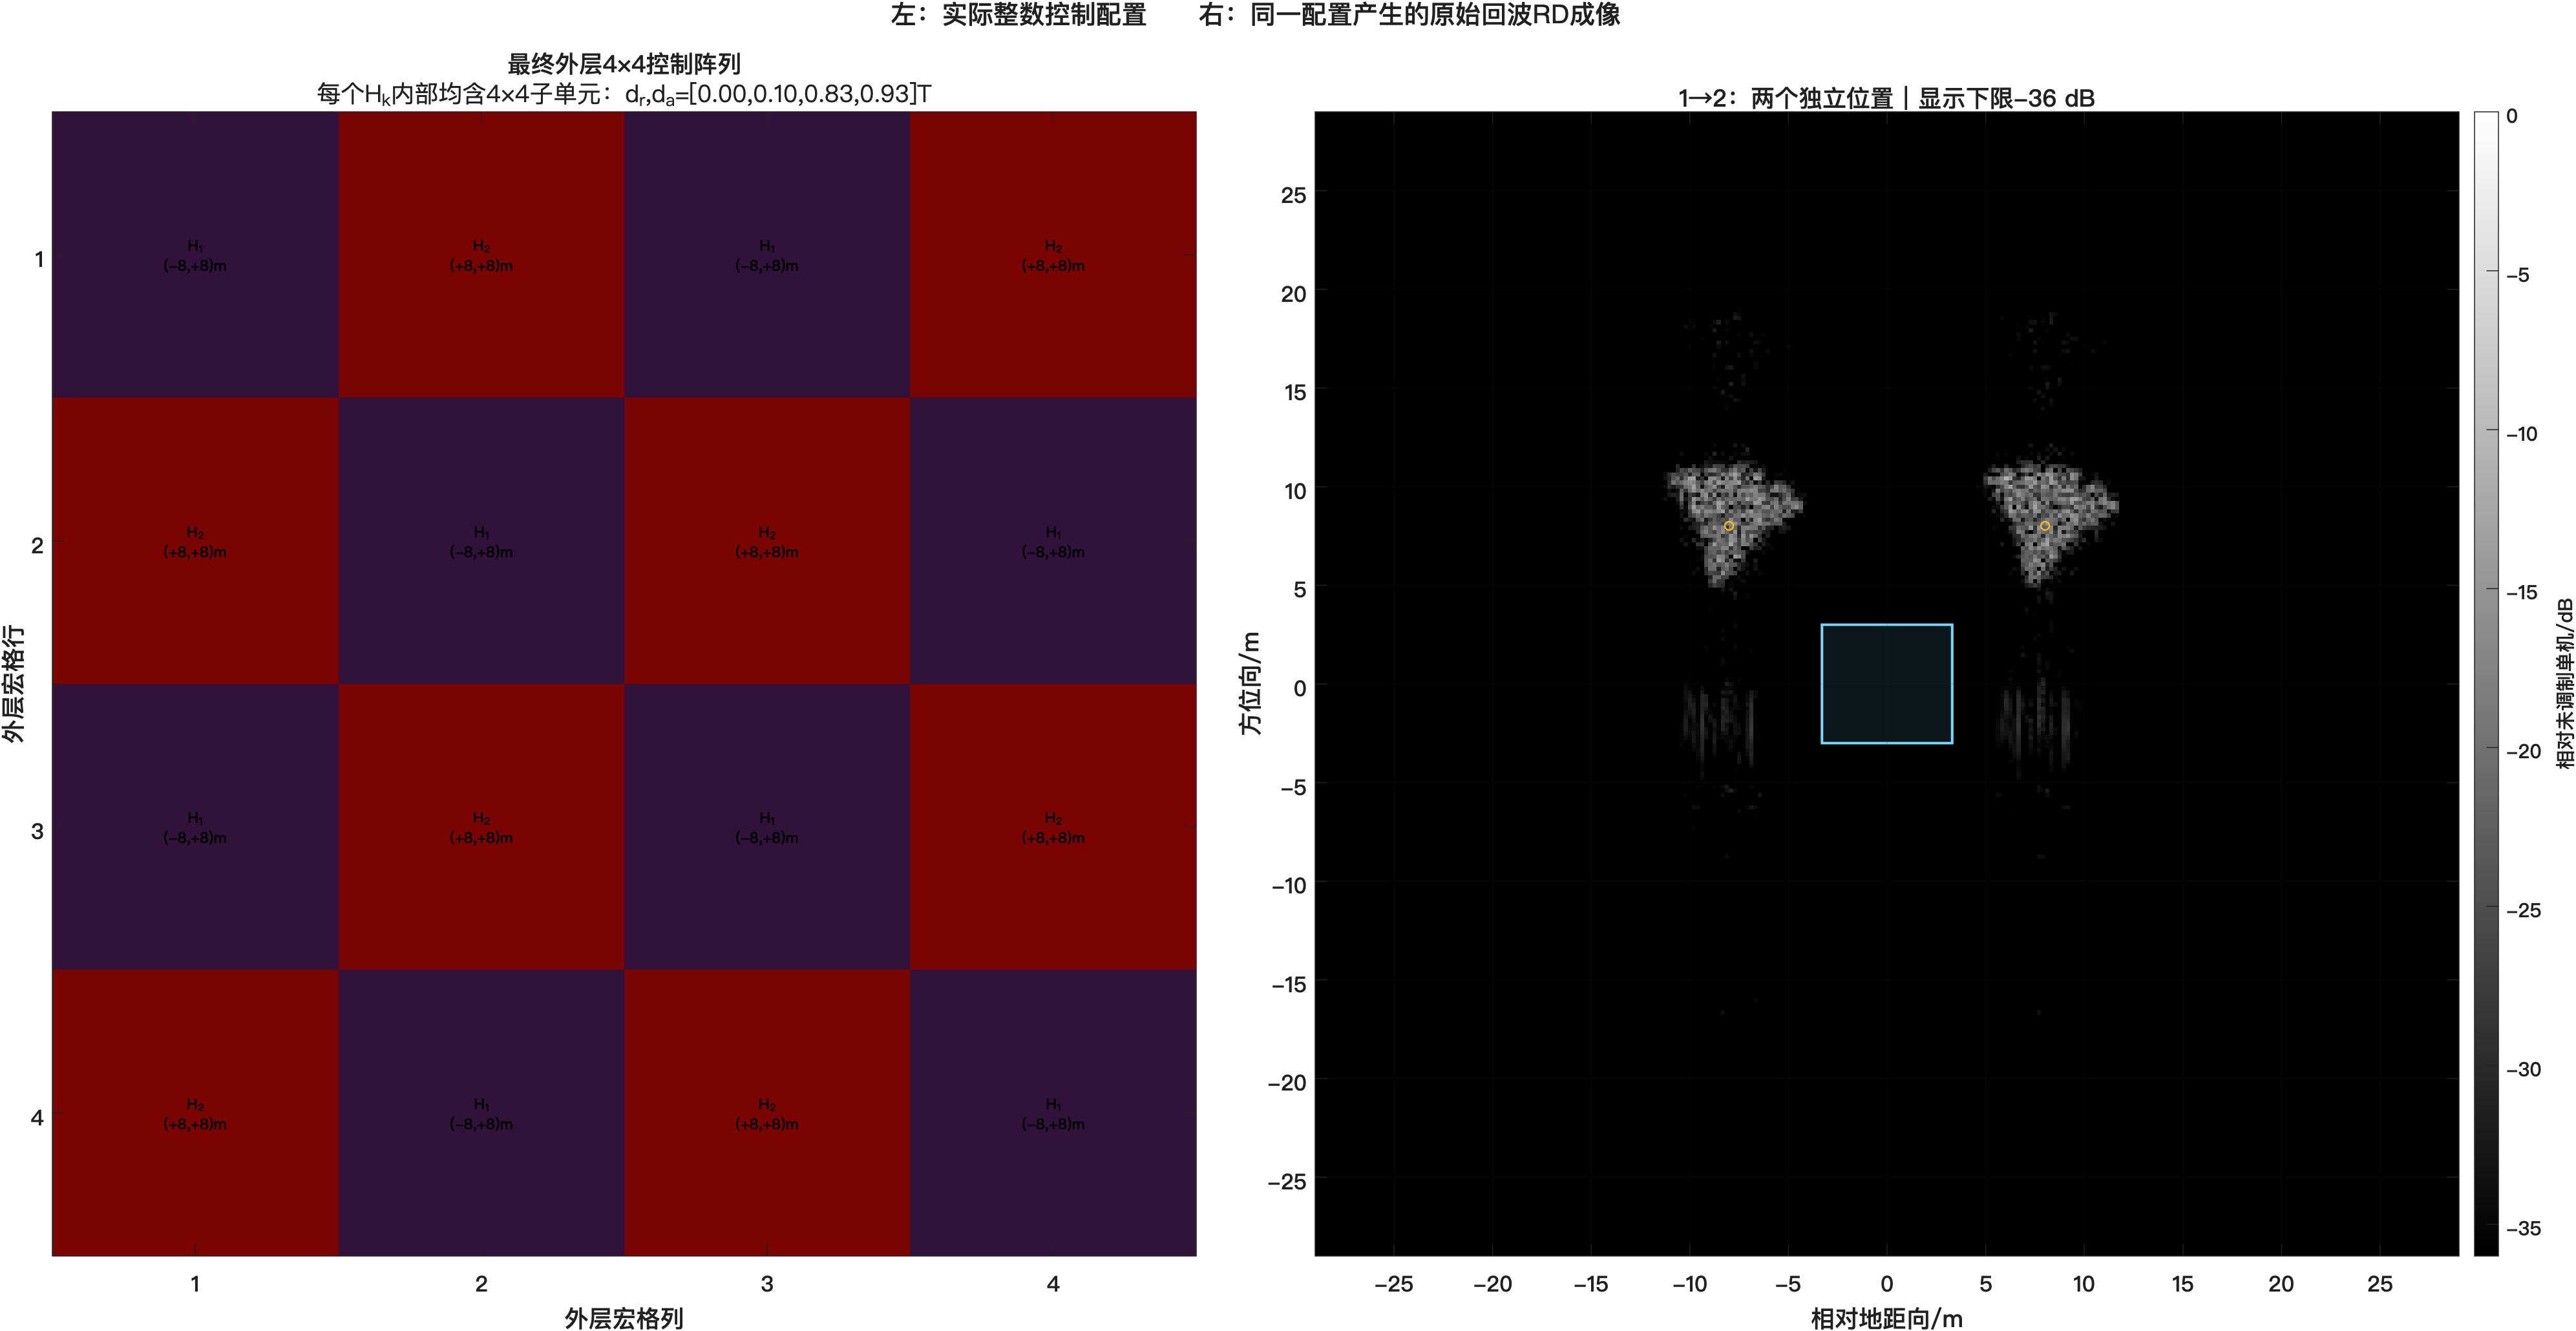 左：实际整数控制配置　　右：同一配置产生的原始回波RD成像
最终外层4×4控制阵列
每个Hₖ内部均含4×4子单元：dᵣ,dₐ=[0.00,0.10,0.83,0.93]T
外层宏格行
1
2
3
4
H₁
(−8,+8)m
H₂
(+8,+8)m
H₁
(−8,+8)m
H₂
(+8,+8)m
H₂
(+8,+8)m
H₁
(−8,+8)m
H₂
(+8,+8)m
H₁
(−8,+8)m
H₁
(−8,+8)m
H₂
(+8,+8)m
H₁
(−8,+8)m
H₂
(+8,+8)m
H₂
(+8,+8)m
H₁
(−8,+8)m
H₂
(+8,+8)m
H₁
(−8,+8)m
1 2 3 4
外层宏格列
1→2：两个独立位置｜显示下限−36 dB
方位向/m
25
20
15
10
5
0
−5
−10
−15
−20
−25
−25 −20 −15 −10 −5 0 5 10 15 20 25
相对地距向/m
0
−5
−10
−15
−20
−25
−30
−35
相对未调制单机/dB